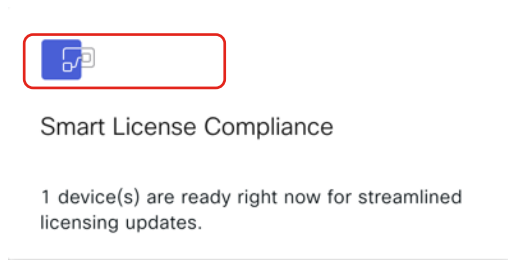 Smart License Compliance
1 device(s) are ready right now for streamlined
licensing updates.